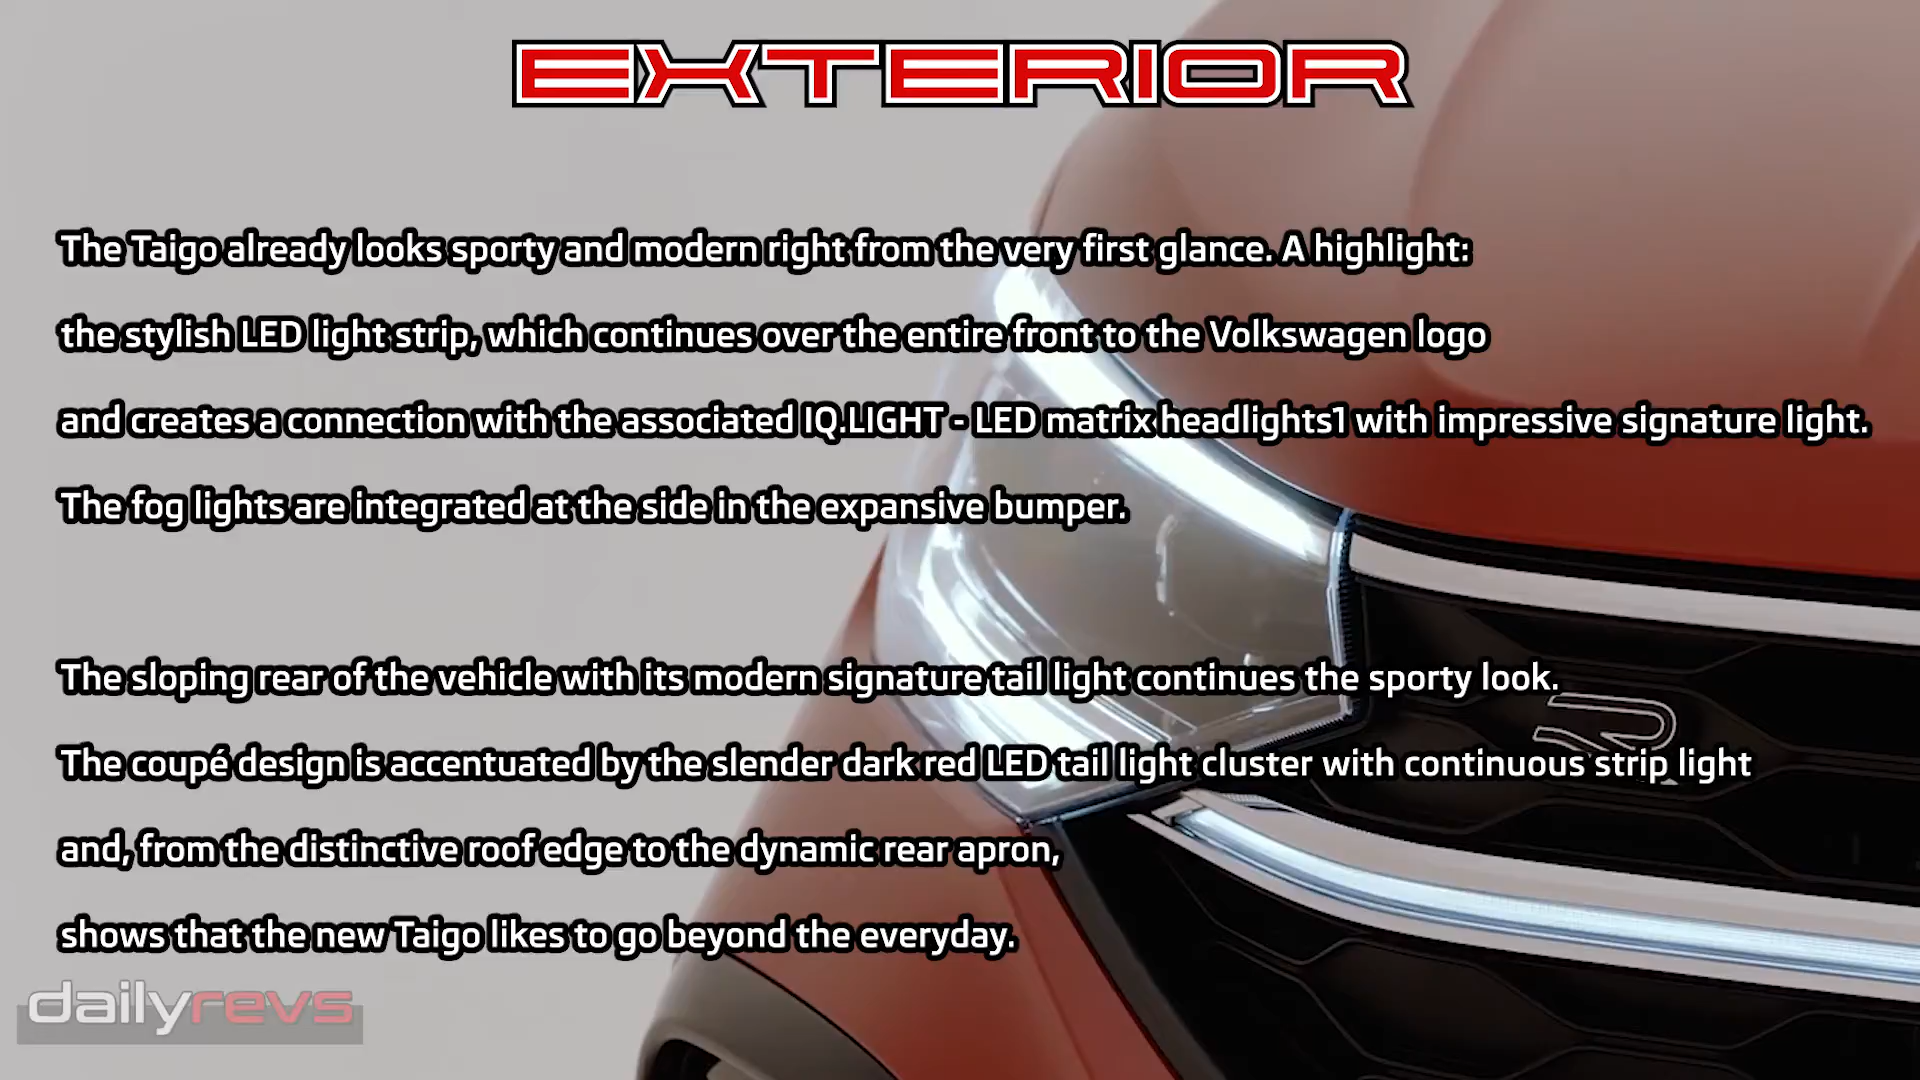 EXTERIOR
The Taigo already looks sporty and modern right from the very first glance. A highlight:
the stylish LED light strip, which continues over the entire front to the Volkswagen logo
and creates a connection with the associated IQ.LIGHT - LED matrix headlights1 with impressive signature light.
The fog lights are integrated at the side in the expansive bumper.
The sloping rear of the vehicle with its modern signature tail light continues the sporty look.
The coupé design is accentuated by the slender dark red LED tail light cluster with continuous strip light
and, from the distinctive roof edge to the dynamic rear apron,
shows that the new Taigo likes to go beyond the everyday.
R
dailyrevs